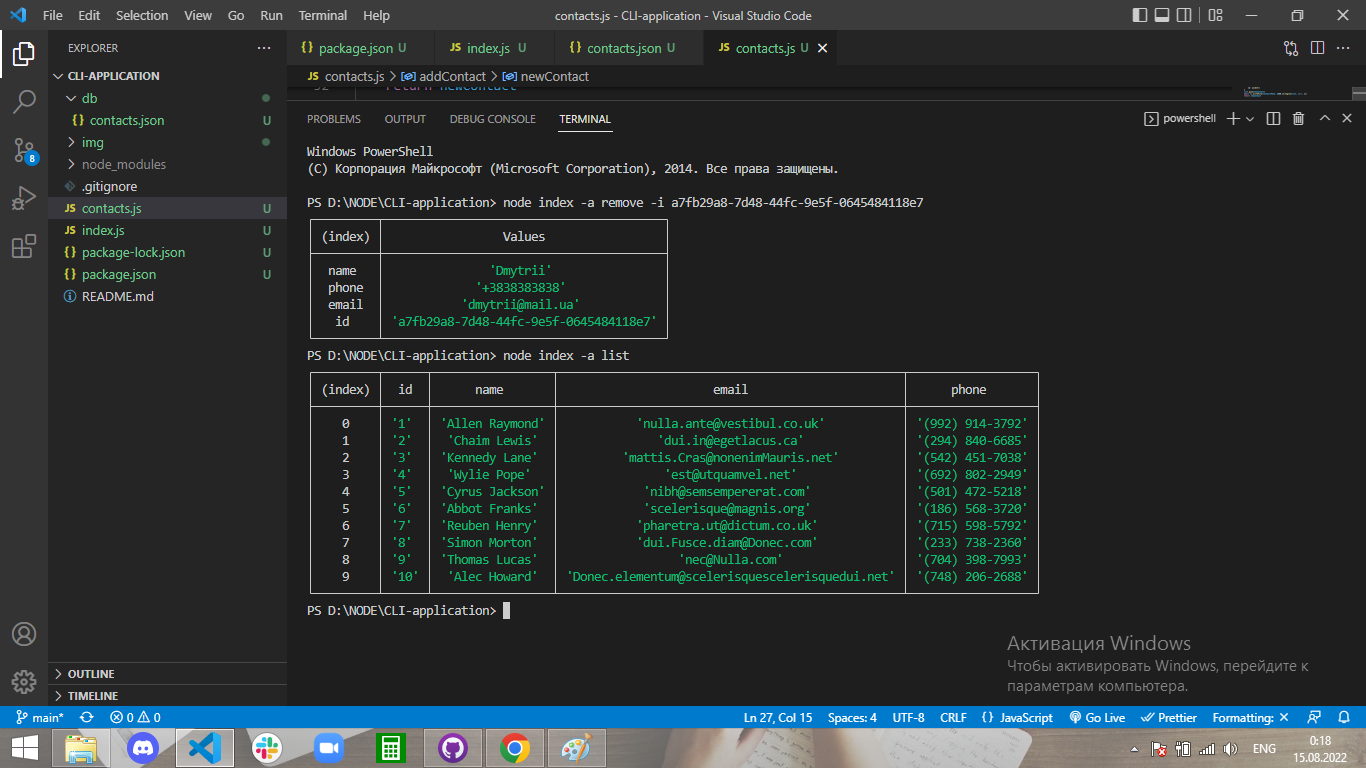 File Edit Selection View Go Run Terminal Help contacts.js - CLI-application - Visual Studio Code
EXPLORER
CLI-APPLICATION
db
{} contacts.json U
img
node_modules
.gitignore
JS contacts.js U
JS index.js U
{} package-lock.json U
{} package.json U
README.md
OUTLINE
TIMELINE
8
{} package.json U JS index.js U {} contacts.json U JS contacts.js U
JS contacts.js > addContact > newContact
32 return newContact
PROBLEMS OUTPUT DEBUG CONSOLE TERMINAL powershell
Windows PowerShell
(C) Корпорация Майкрософт (Microsoft Corporation), 2014. Все права защищены.
PS D:\NODE\CLI-application> node index -a remove -i a7fb29a8-7d48-44fc-9e5f-0645484118e7
(index) Values
name 'Dmytrii'
phone '+3838383838'
email 'dmytrii@mail.ua'
id 'a7fb29a8-7d48-44fc-9e5f-0645484118e7'
PS D:\NODE\CLI-application> node index -a list
(index) id name email phone
0 '1' 'Allen Raymond' 'nulla.ante@vestibul.co.uk' '(992) 914-3792'
1 '2' 'Chaim Lewis' 'dui.in@egetlacus.ca' '(294) 840-6685'
2 '3' 'Kennedy Lane' 'mattis.Cras@nonenimMauris.net' '(542) 451-7038'
3 '4' 'Wylie Pope' 'est@utquamvel.net' '(692) 802-2949'
4 '5' 'Cyrus Jackson' 'nibh@semsempererat.com' '(501) 472-5218'
5 '6' 'Abbot Franks' 'scelerisque@magnis.org' '(186) 568-3720'
6 '7' 'Reuben Henry' 'pharetra.ut@dictum.co.uk' '(715) 598-5792'
7 '8' 'Simon Morton' 'dui.Fusce.diam@Donec.com' '(233) 738-2360'
8 '9' 'Thomas Lucas' 'nec@Nulla.com' '(704) 398-7993'
9 '10' 'Alec Howard' 'Donec.elementum@scelerisquescelerisquedui.net' '(748) 206-2688'
PS D:\NODE\CLI-application>
Активация Windows
Чтобы активировать Windows, перейдите к
параметрам компьютера.
main* 0 0 Ln 27, Col 15 Spaces: 4 UTF-8 CRLF {} JavaScript Go Live Prettier Formatting: ✕
ENG 0:18
15.08.2022